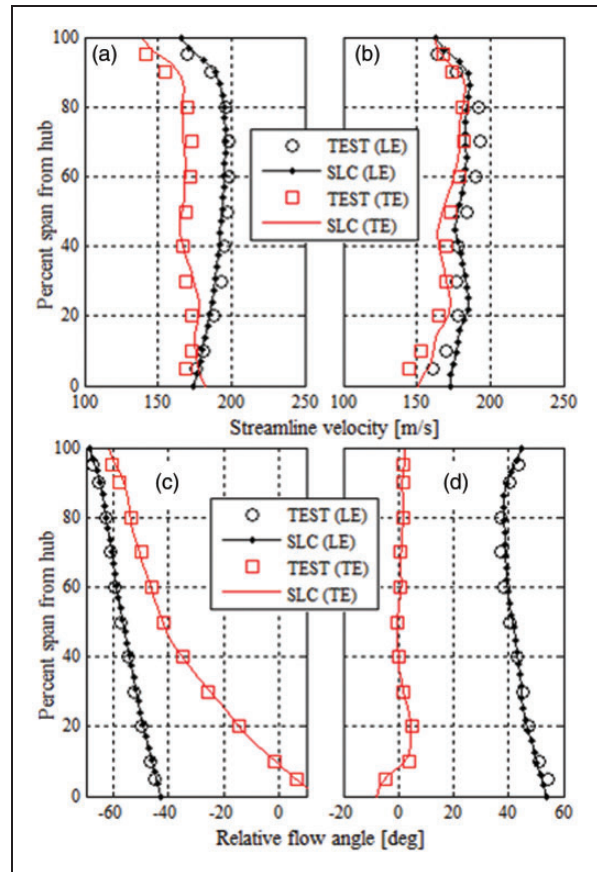 100
(a)
(b)
80
TEST (LE)
SLC (LE)
TEST (TE)
SLC (TE)
60
40
20
0
Percent span from hub
100 150 200 250 100 150 200 250
Streamline velocity [m/s]
100
(c)
(d)
80
TEST (LE)
SLC (LE)
TEST (TE)
SLC (TE)
60
40
20
0
Percent span from hub
-60 -40 -20 0 -20 0 20 40 60
Relative flow angle [deg]